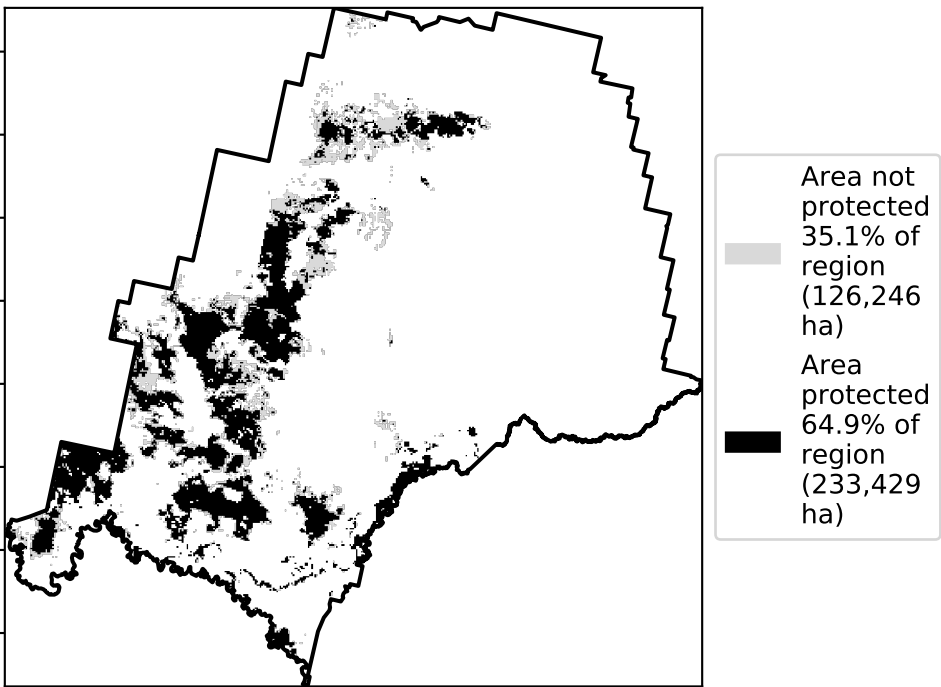 Area not
protected
35.1% of
region
(126,246
ha)
Area
protected
64.9% of
region
(233,429
ha)